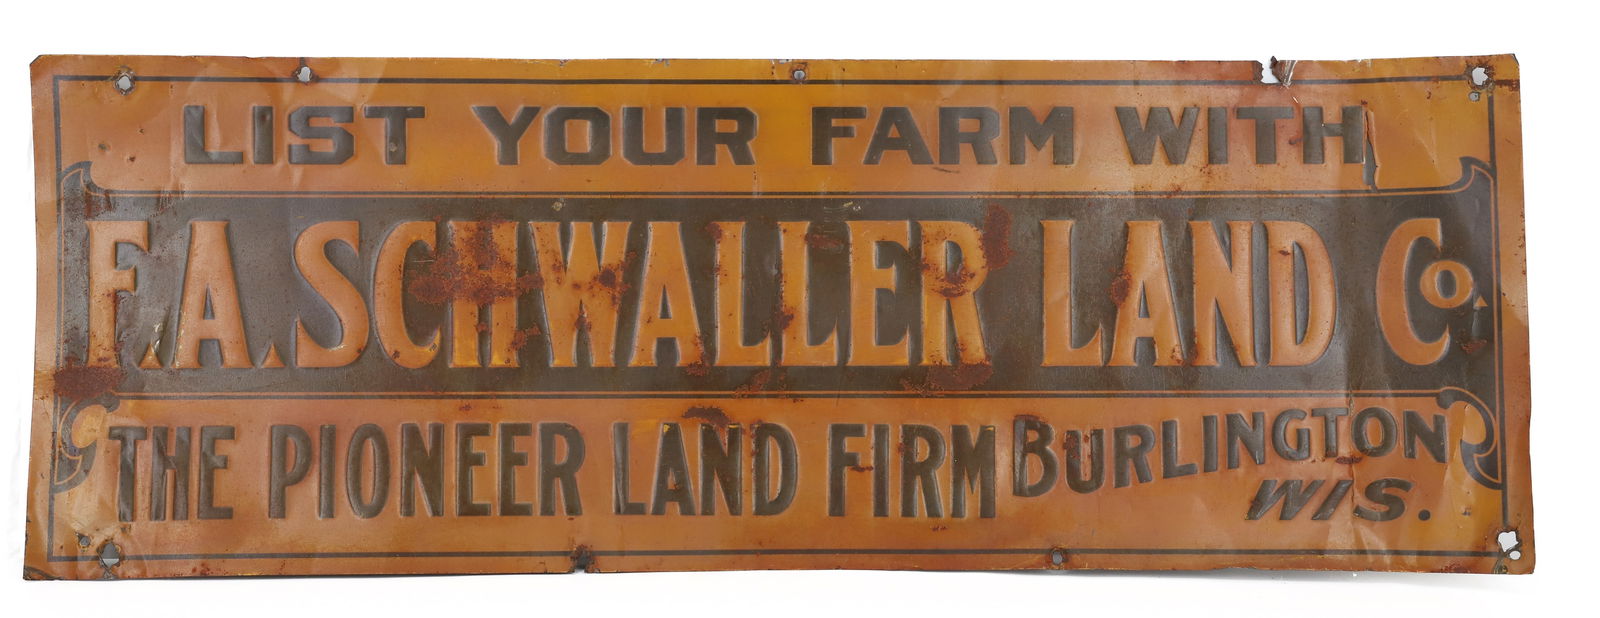 LIST YOUR FARM WITH
F.A. SCHWALLER LAND Co.
THE PIONEER LAND FIRM BURLINGTON
WIS.